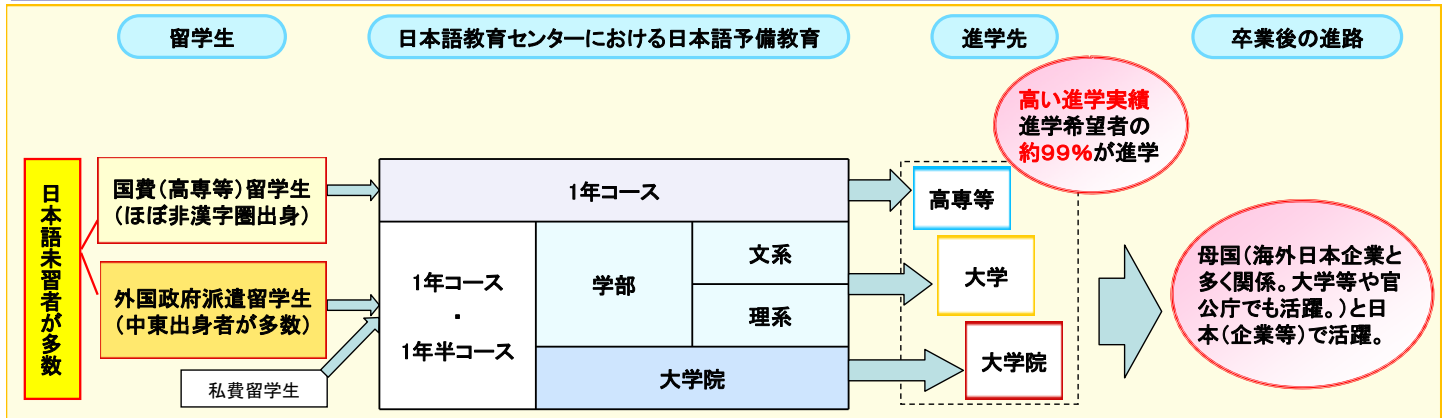 留学生
日本語教育センターにおける日本語予備教育
進学先
卒業後の進路
高い進学実績
進学希望者の
約99%が進学
日本語未習者が多数
国費(高専等)留学生
(ほぼ非漢字圏出身)
外国政府派遣留学生
(中東出身者が多数)
私費留学生
1年コース
1年コース
・
1年半コース
学部
文系
理系
大学院
高専等
大学
大学院
母国(海外日本企業と
多く関係。大学等や官
公庁でも活躍。)と日
本(企業等)で活躍。